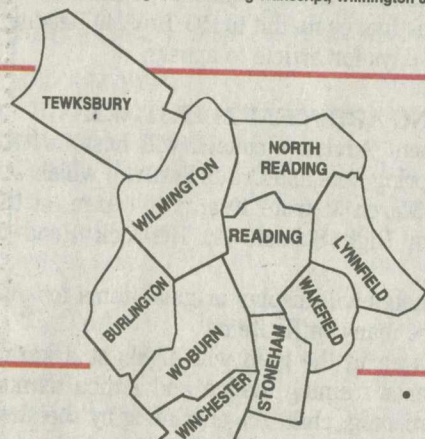 TEWKSBURY
WILMINGTON
NORTH
READING
READING
LYNNFIELD
BURLINGTON
WAKEFIELD
WOBURN
STONEHAM
WINCHESTER